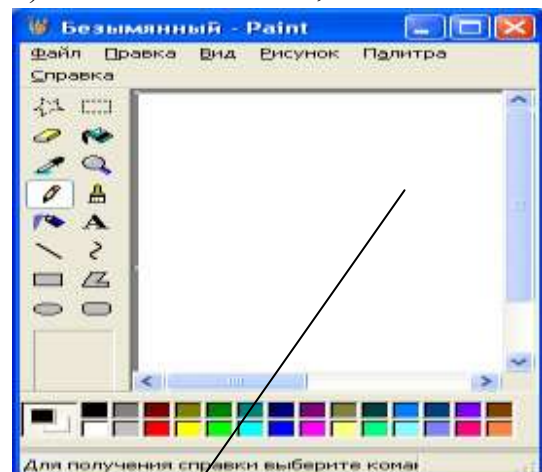 Безымянный - Paint
Файл Правка Вид Рисунок Палитра
Справка
A
Для получения справки выберите коман